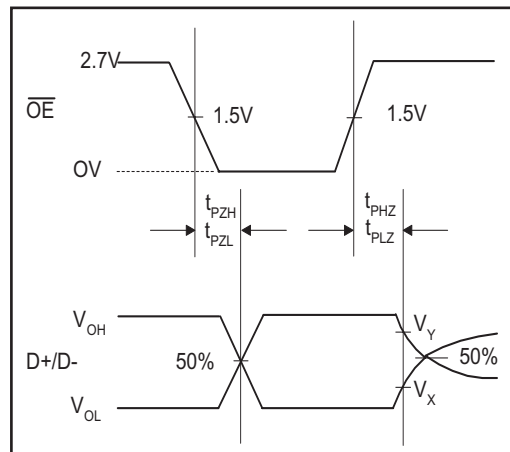 2.7V
OE
1.5V
1.5V
OV
tPZH
tPZL
tPHZ
tPLZ
VOH
VY
D+/D-
50%
50%
VX
VOL